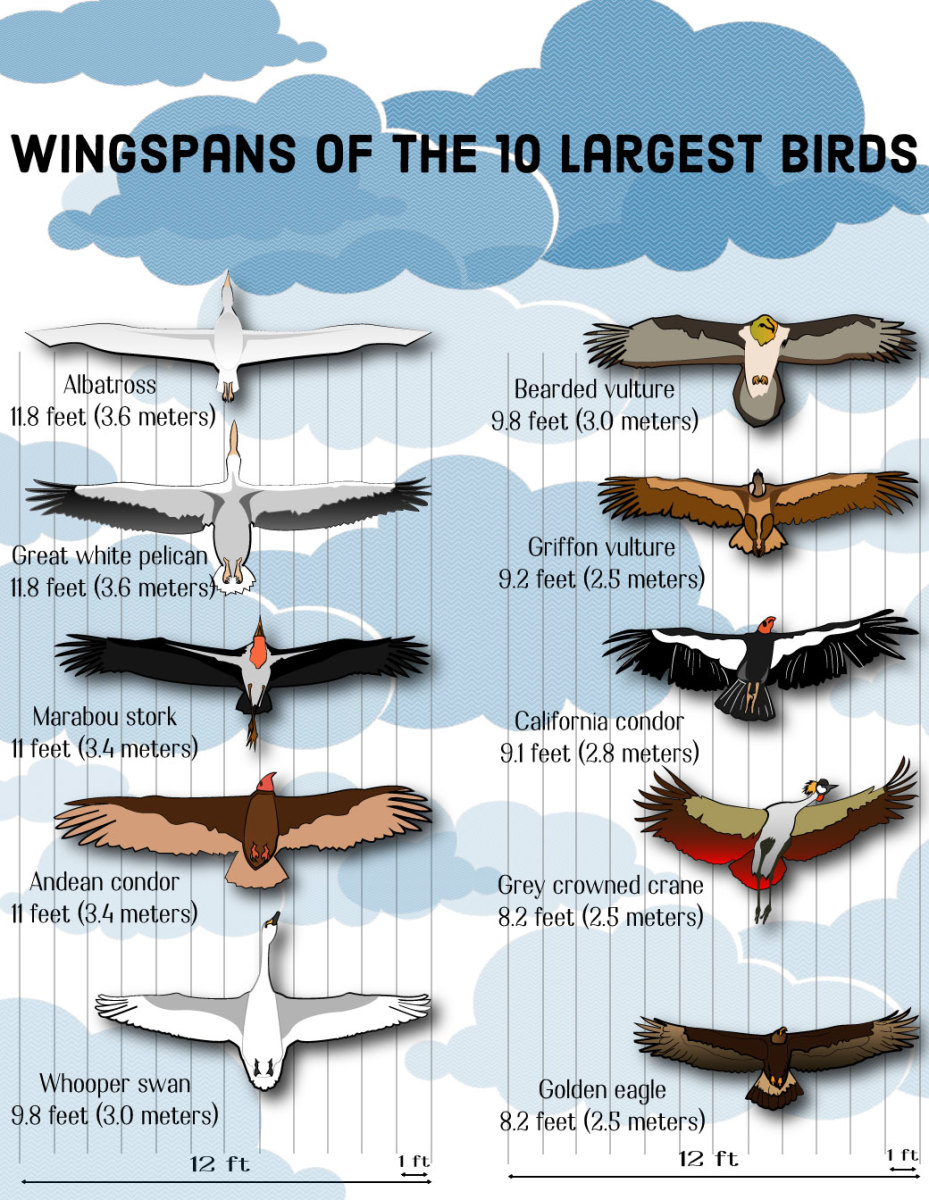 WINGSPANS OF THE 10 LARGEST BIRDS
Albatross
11.8 feet (3.6 meters)
Great white pelican
11.8 feet (3.6 meters)
Marabou stork
11 feet (3.4 meters)
Andean condor
11 feet (3.4 meters)
Whooper swan
9.8 feet (3.0 meters)
12 ft
1 ft
Bearded vulture
9.8 feet (3.0 meters)
Griffon vulture
9.2 feet (2.5 meters)
California condor
9.1 feet (2.8 meters)
Grey crowned crane
8.2 feet (2.5 meters)
Golden eagle
8.2 feet (2.5 meters)
12 ft
1 ft